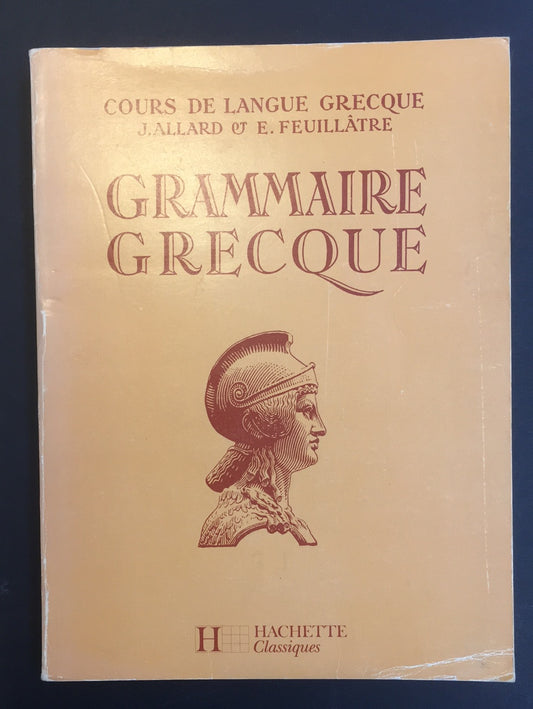 COURS DE LANGUE GRECQUE
J. ALLARD & E. FEUILLÂTRE
GRAMMAIRE
GRECQUE
H HACHETTE
Classiques